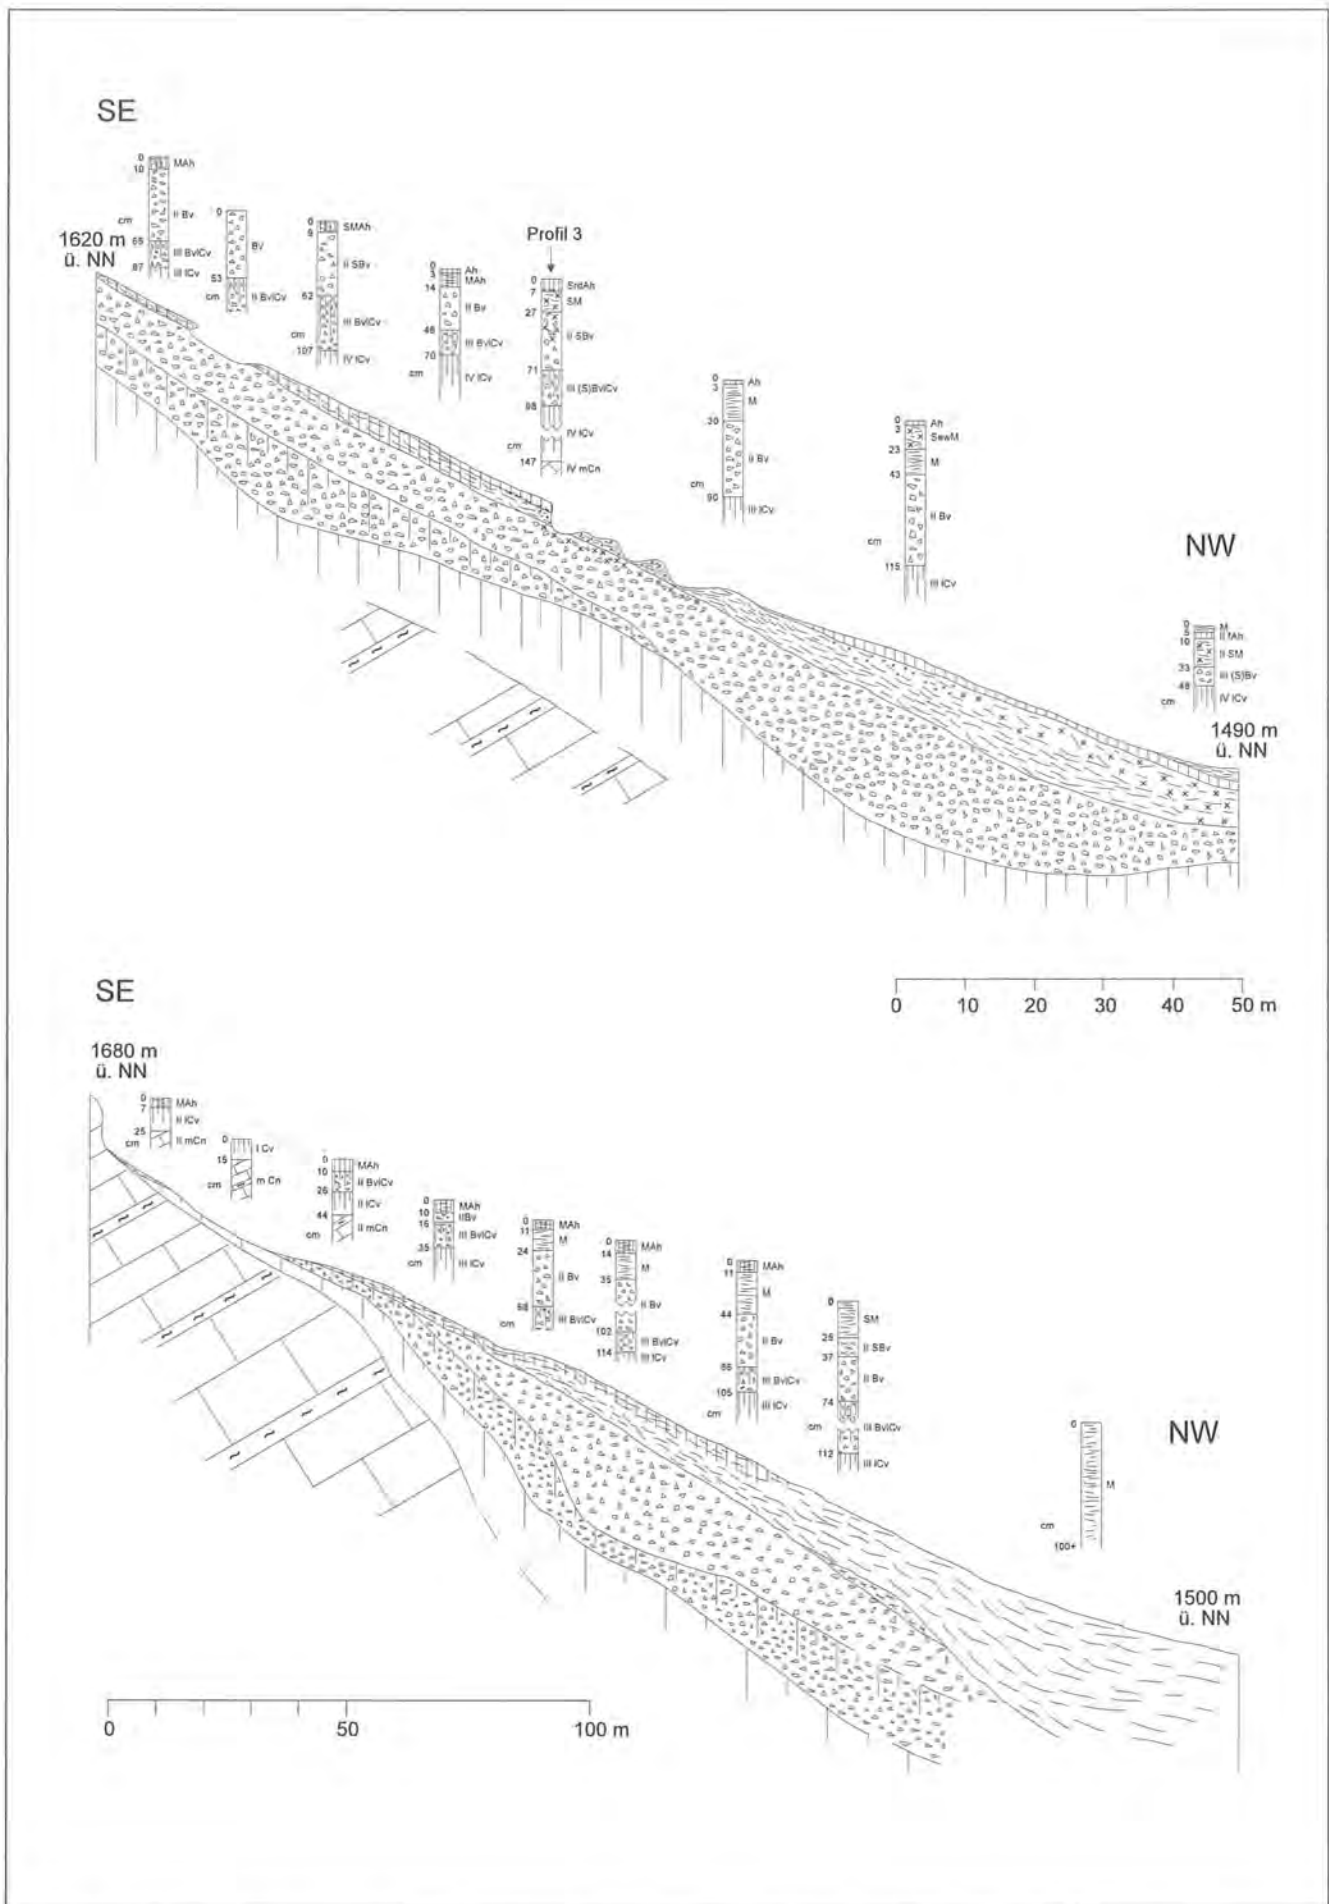 SE
0 MAh
10
II Bv
cm
65
III BvlCv
87 III lCv
1620 m
ü. NN
0
Bv
53
cm II BvlCv
0 SMAh
9
II SBv
62
III BvlCv
cm
107
IV lCv
0 Ah
3 MAh
14
II Bv
46
III BvlCv
70
cm IV lCv
Profil 3
0 SrdAh
7 SM
27
II SBv
71
III (S)BvlCv
98
IV lCv
cm
147
IV mCn
0 Ah
3 M
30
II Bv
cm
90
III lCv
0 Ah
3 SewM
23
M
43
II Bv
cm
115
III lCv
NW
0 M
5 II fAh
10
II SM
33
III (S)Bv
48
cm IV lCv
1490 m
ü. NN
0 10 20 30 40 50 m
SE
1680 m
ü. NN
0 MAh
7
II lCv
25
cm II mCn
0
l Cv
15
cm m Cn
0 MAh
10
II BvlCv
26
II lCv
44
II mCn
cm
0 MAh
10 IIBv
16
III BvlCv
35
cm III lCv
0 MAh
11 M
24
II Bv
68
cm III BvlCv
0 MAh
14
M
35
II Bv
102
III BvlCv
114
cm III lCv
0 MAh
11
M
44
II Bv
III BvlCv
105
cm III lCv
0
SM
II SBv
37
II Bv
74
cm III BvlCv
112
III lCv
0
M
cm
100+
NW
1500 m
ü. NN
0 50 100 m